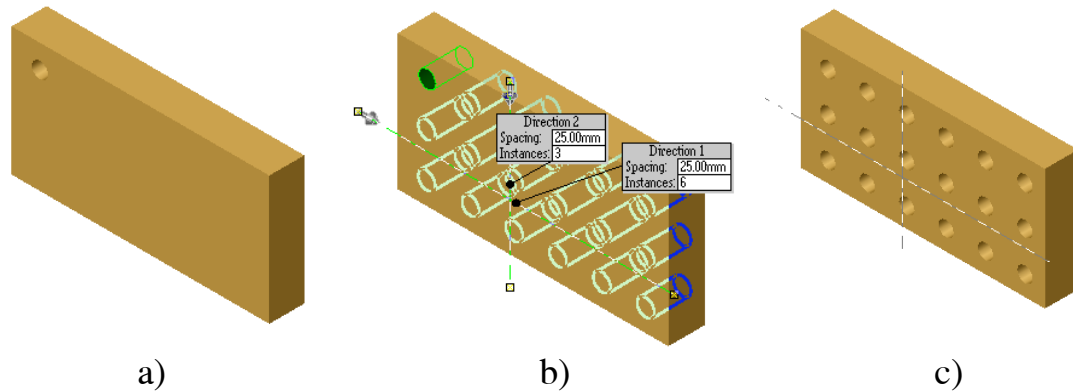 Direction 2
Spacing: 25.00mm
Instances: 3
Direction 1
Spacing: 25.00mm
Instances: 6
a)
b)
c)